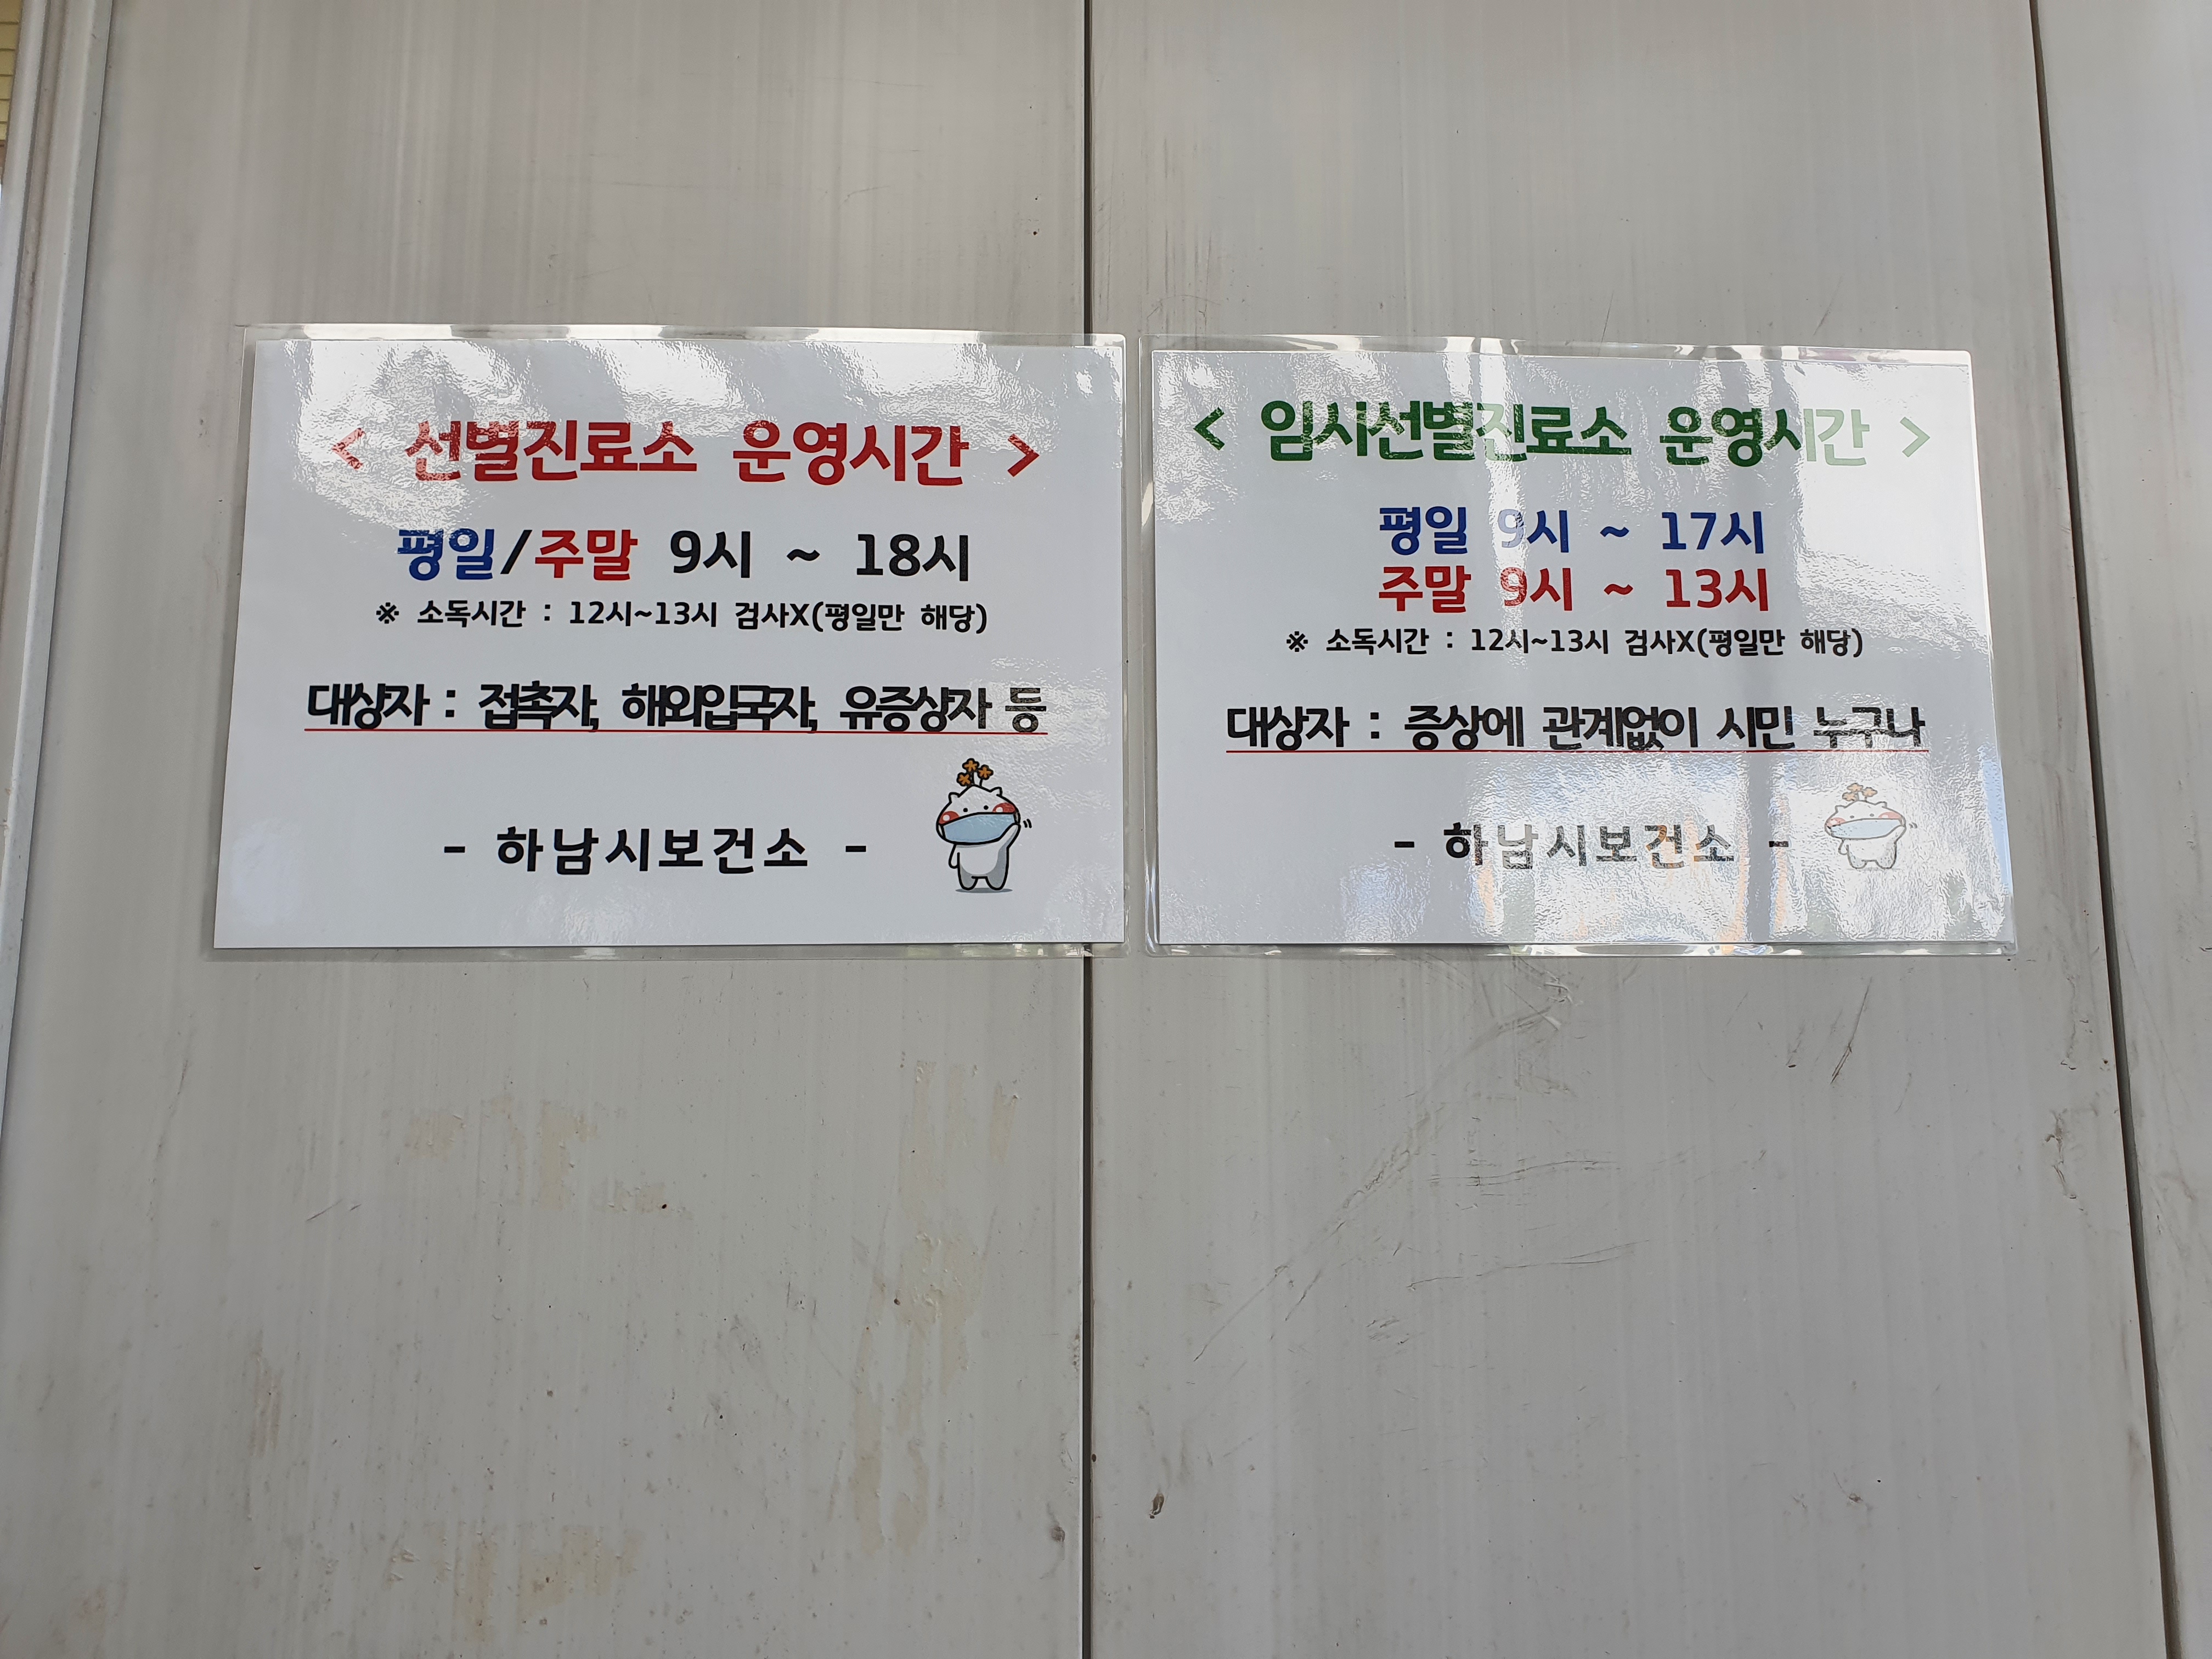 < 선별진료소 운영시간 >
평일/주말 9시 ~ 18시
※ 소독시간 : 12시~13시 검사X(평일만 해당)
대상자 : 접촉자, 해외입국자, 유증상자 등
- 하남시보건소 -
< 임시선별진료소 운영시간 >
평일 9시 ~ 17시
주말 9시 ~ 13시
※ 소독시간 : 12시~13시 검사X(평일만 해당)
대상자 : 증상에 관계없이 시민 누구나
- 하남시보건소 -